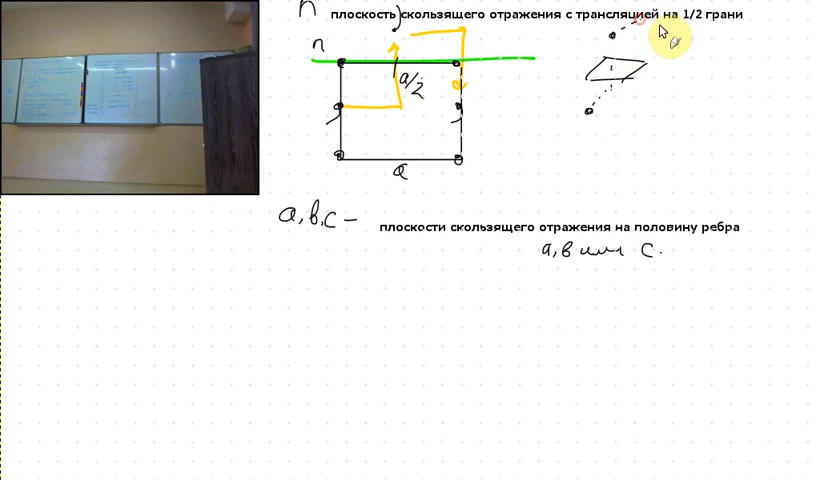 n плоскость скользящего отражения с трансляцией на 1/2 грани
n
a/2
a
a, в, с – плоскости скользящего отражения на половину ребра
a, в или с.